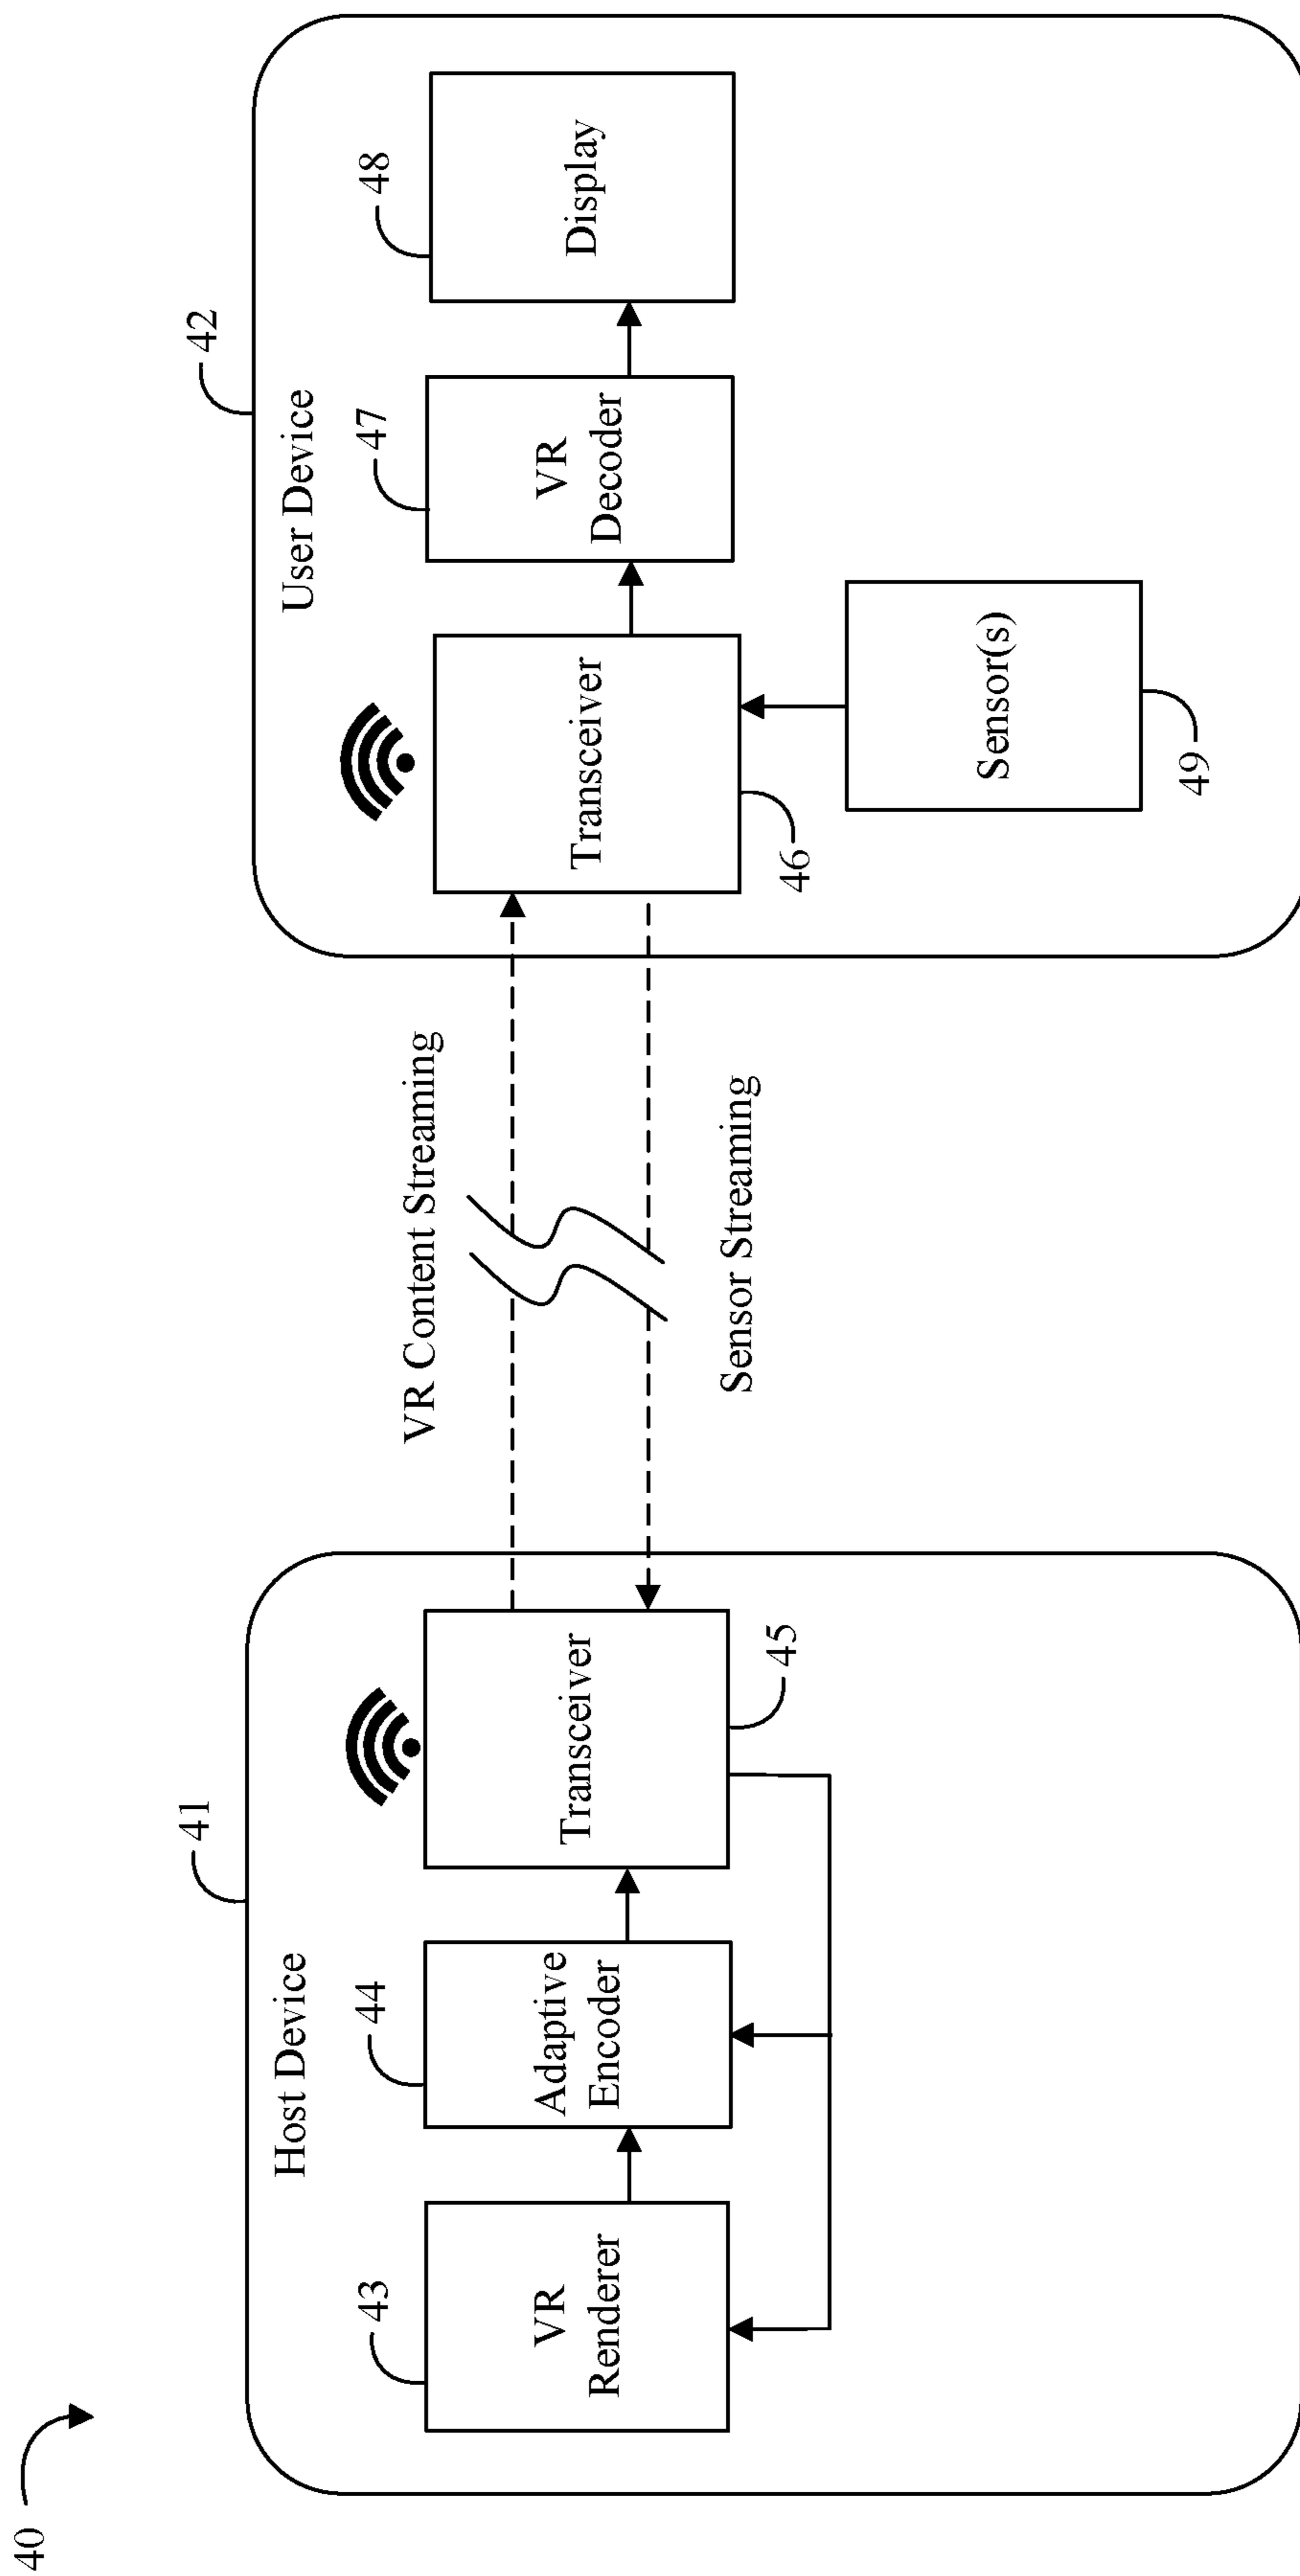 40
41
Host Device
43
VR
Renderer
44
Adaptive
Encoder
Transceiver
45
VR Content Streaming
Sensor Streaming
42
User Device
Transceiver
46
47
VR
Decoder
48
Display
Sensor(s)
49